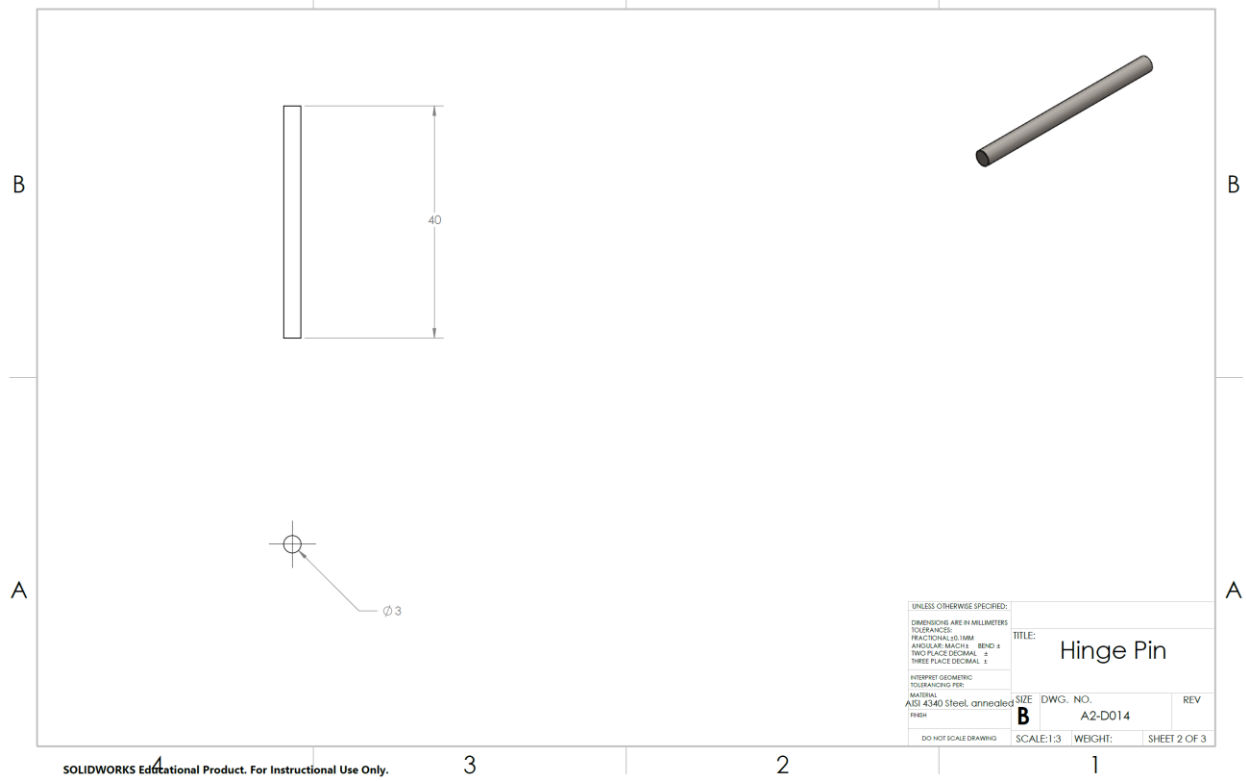 B
B
40
A
A
Ø3
UNLESS OTHERWISE SPECIFIED:
DIMENSIONS ARE IN MILLIMETERS
TOLERANCES:
FRACTIONAL±0.1MM
ANGULAR: MACH± BEND ±
TWO PLACE DECIMAL ±
THREE PLACE DECIMAL ±
INTERPRET GEOMETRIC
TOLERANCING PER:
MATERIAL
AISI 4340 Steel, annealed
FINISH
DO NOT SCALE DRAWING
TITLE:
Hinge Pin
SIZE DWG. NO. REV
B A2-D014
SCALE:1:3 WEIGHT: SHEET 2 OF 3
4 3 2 1
SOLIDWORKS Educational Product. For Instructional Use Only.